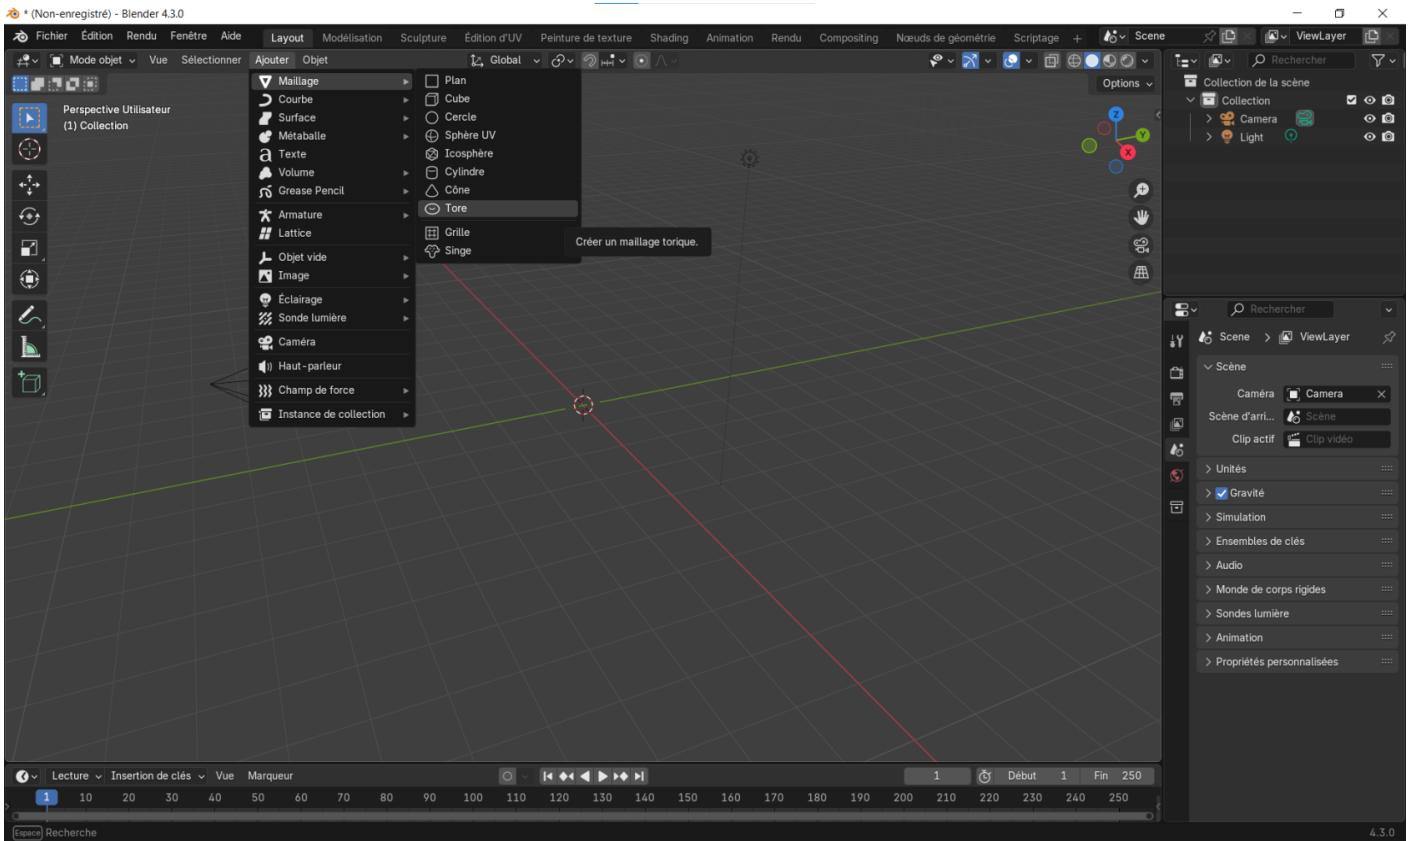 * (Non-enregistré) - Blender 4.3.0
Fichier Édition Rendu Fenêtre Aide Layout Modélisation Sculpture Édition d'UV Peinture de texture Shading Animation Rendu Compositing Nœuds de géométrie Scriptage + Scene ViewLayer
Mode objet Vue Sélectionner Ajouter Objet Global Rechercher
Options
Perspective Utilisateur
(1) Collection
Maillage
Courbe
Surface
Métaballe
Texte
Volume
Grease Pencil
Armature
Lattice
Objet vide
Image
Éclairage
Sonde lumière
Caméra
Haut-parleur
Champ de force
Instance de collection
Plan
Cube
Cercle
Sphère UV
Icosphère
Cylindre
Cône
Tore
Grille
Singe
Créer un maillage torique.
Z
Y
X
Collection de la scène
Collection
Camera
Light
Rechercher
Scene > ViewLayer
Scène
Caméra Camera
Scène d'arri... Scène
Clip actif Clip vidéo
Unités
Gravité
Simulation
Ensembles de clés
Audio
Monde de corps rigides
Sondes lumière
Animation
Propriétés personnalisées
Lecture Insertion de clés Vue Marqueur 1 Début 1 Fin 250
1 10 20 30 40 50 60 70 80 90 100 110 120 130 140 150 160 170 180 190 200 210 220 230 240 250
Espace Recherche 4.3.0